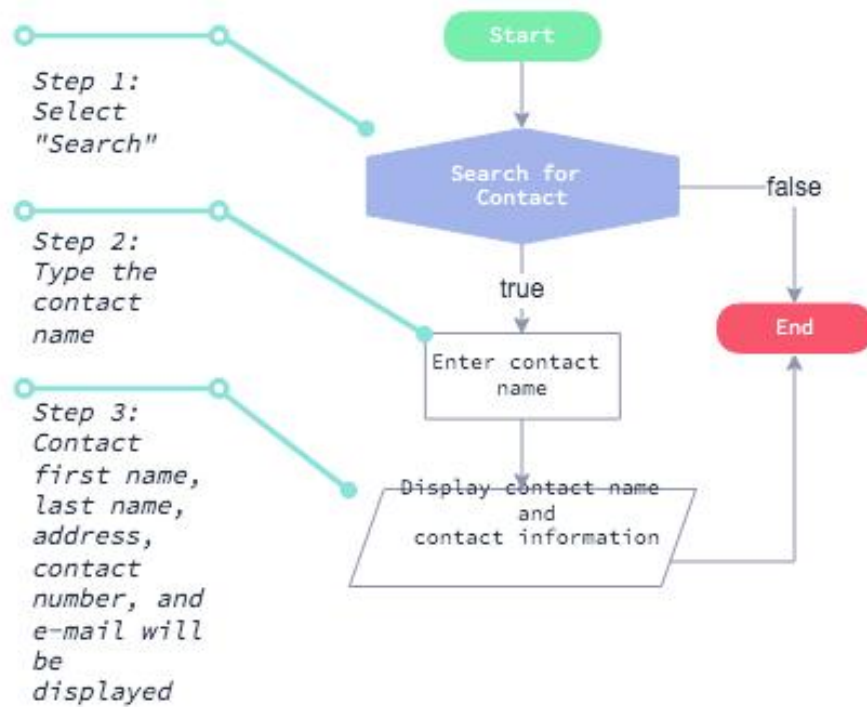 Start
Step 1:
Select
"Search"
Search for
Contact
false
Step 2:
Type the
contact
name
true
End
Enter contact
name
Step 3:
Contact
first name,
last name,
address,
contact
number, and
e-mail will
be
displayed
Display contact name
and
contact information